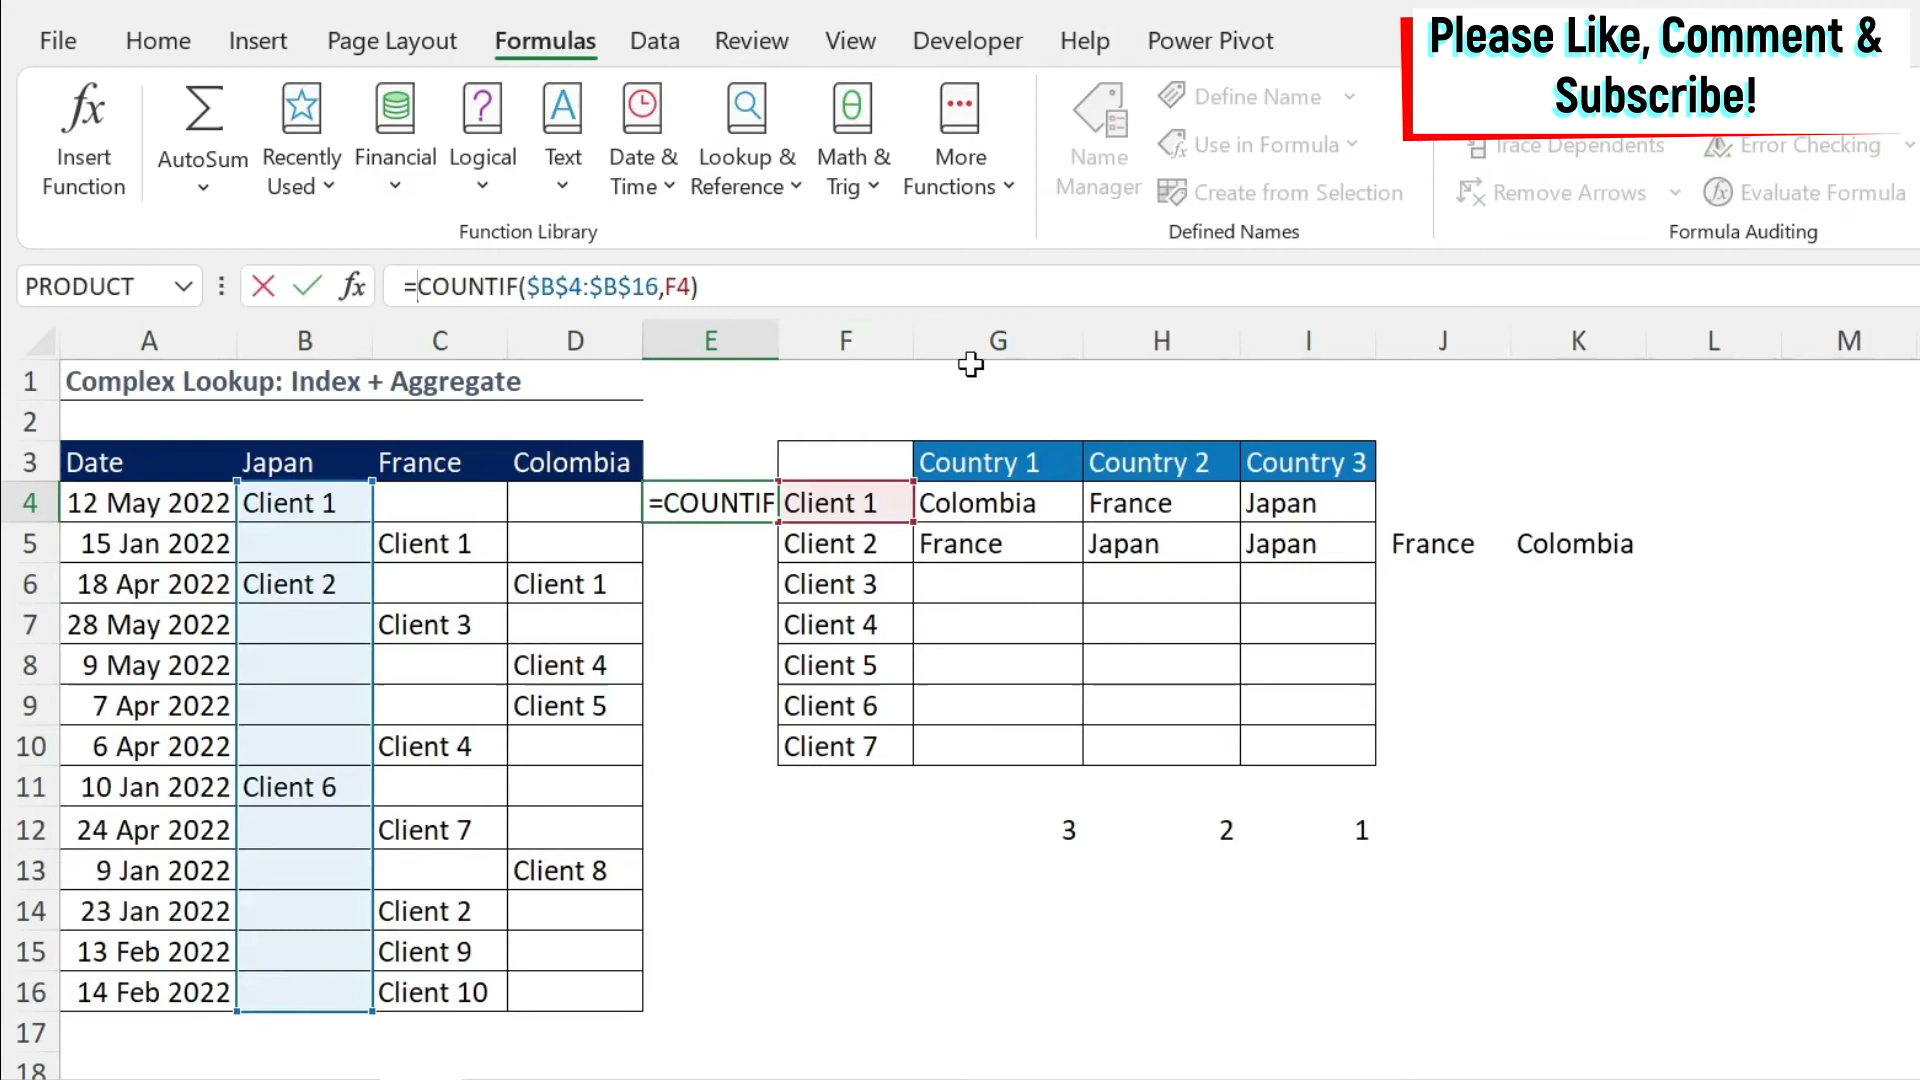 File Home Insert Page Layout Formulas Data Review View Developer Help Power Pivot
Please Like, Comment &
Subscribe!
fx
Insert
Function
AutoSum
Recently
Used
Financial
Logical
Text
Date &
Time
Lookup &
Reference
Math &
Trig
More
Functions
Function Library
Name
Manager
Define Name
Use in Formula
Create from Selection
Defined Names
Trace Dependents
Remove Arrows
Error Checking
Evaluate Formula
Formula Auditing
PRODUCT fx =COUNTIF($B$4:$B$16,F4)
A B C D E F G H I J K L M
1 Complex Lookup: Index + Aggregate
2
3 Date Japan France Colombia Country 1 Country 2 Country 3
4 12 May 2022 Client 1 =COUNTIF Client 1 Colombia France Japan
5 15 Jan 2022 Client 1 Client 2 France Japan Japan France Colombia
6 18 Apr 2022 Client 2 Client 1 Client 3
7 28 May 2022 Client 3 Client 4
8 9 May 2022 Client 4 Client 5
9 7 Apr 2022 Client 5 Client 6
10 6 Apr 2022 Client 4 Client 7
11 10 Jan 2022 Client 6
12 24 Apr 2022 Client 7 3 2 1
13 9 Jan 2022 Client 8
14 23 Jan 2022 Client 2
15 13 Feb 2022 Client 9
16 14 Feb 2022 Client 10
17
18